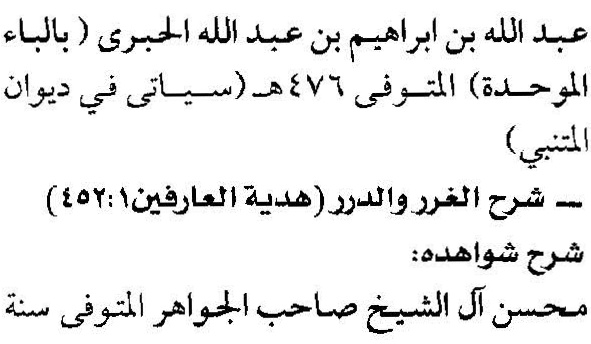 عبد الله بن ابراهيم بن عبد الله الحبرى ( بالباء
الموحدة) المتوفى ٤٧٦هـ (سياتى في ديوان
المتنبي)
— شرح الغرر والدرر (هدية العارفين١:٤٥٢)
شرح شواهده:
محسن آل الشيخ صاحب الجواهر المتوفى سنة